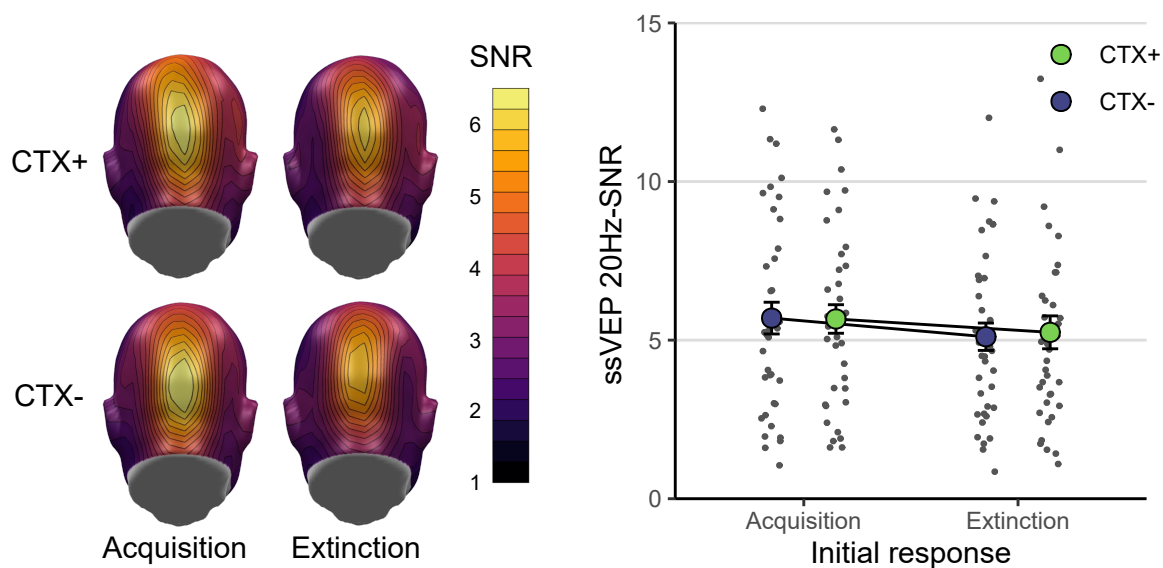 SNR
CTX+
CTX-
6
5
4
3
2
1
Acquisition Extinction
ssVEP 20Hz-SNR
15
10
5
0
CTX+
CTX-
Acquisition Extinction
Initial response